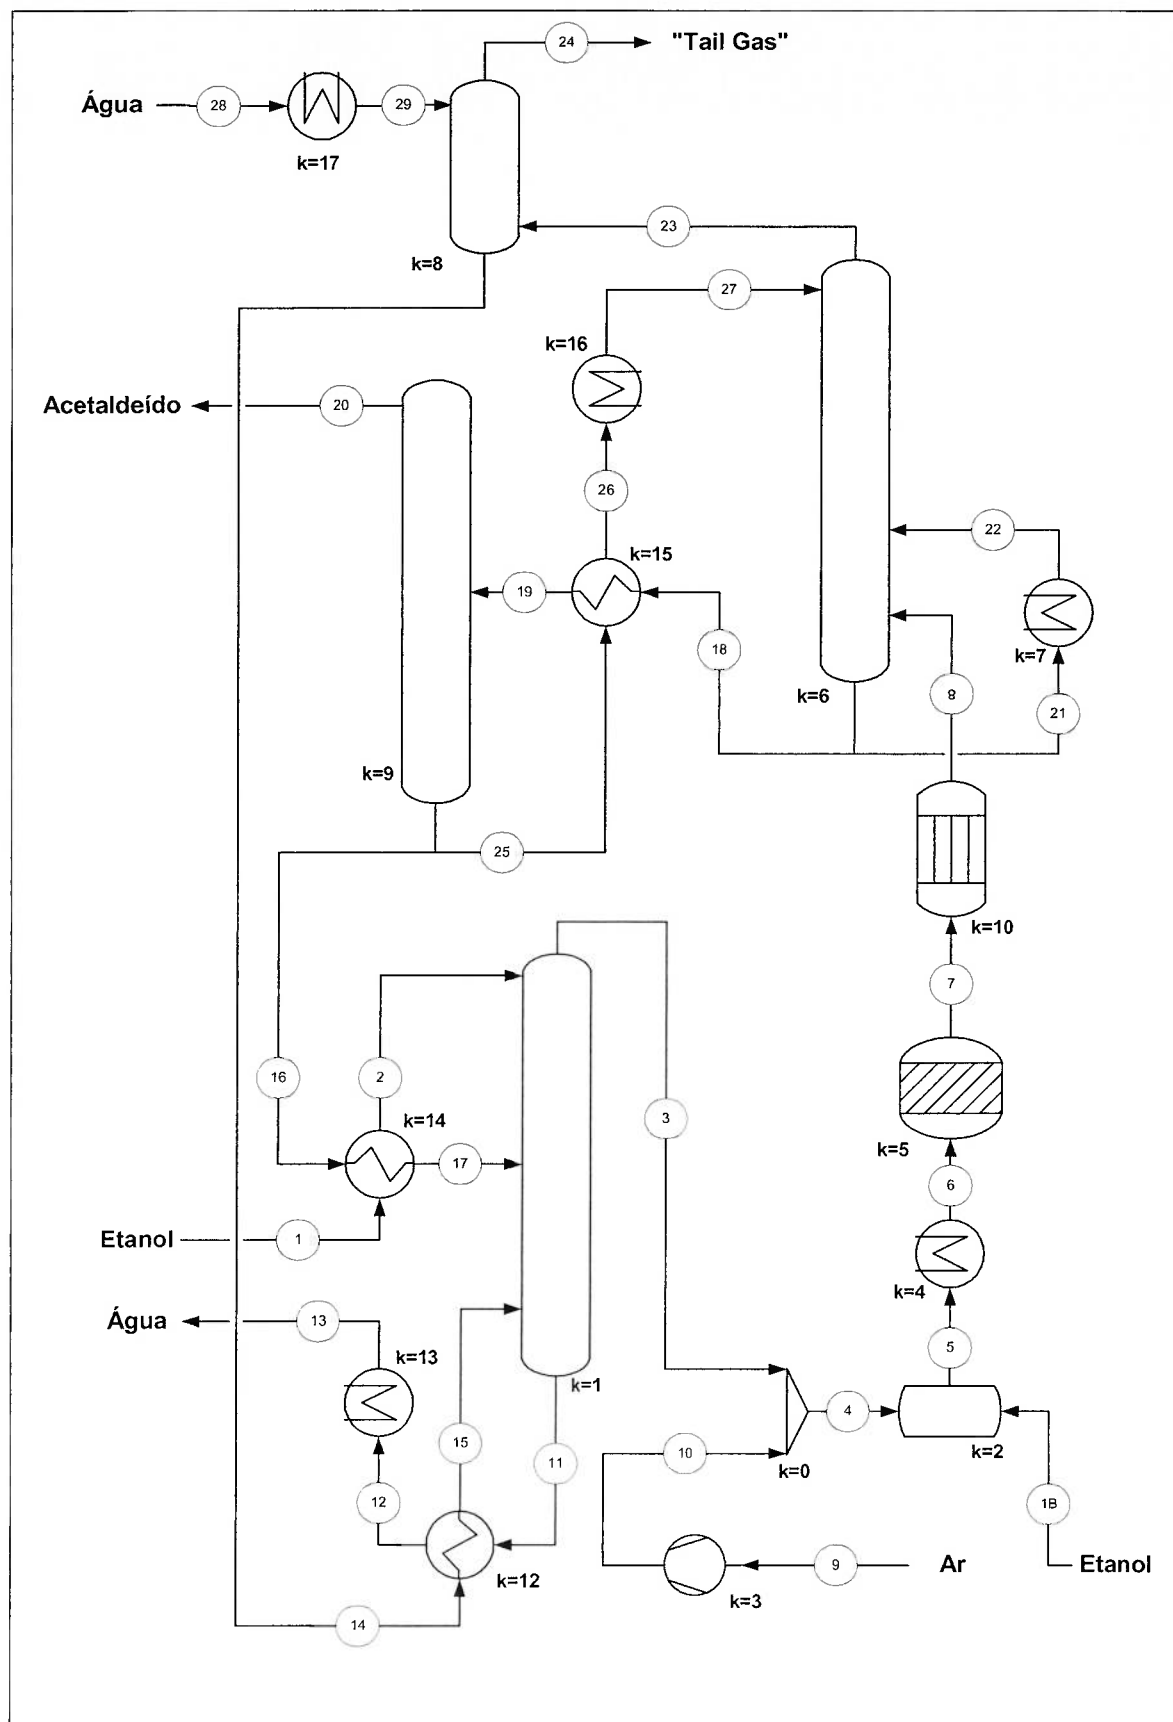 24
"Tail Gas"
Água
28
29
k=17
23
k=8
27
k=16
Acetaldeído
20
26
22
k=15
19
18
k=7
k=6
8
21
k=9
25
k=10
7
16
2
k=14
3
17
k=5
6
Etanol
1
k=4
Água
13
5
k=13
k=1
15
11
10
4
k=0
k=2
12
1B
k=12
k=3
9
Ar
Etanol
14